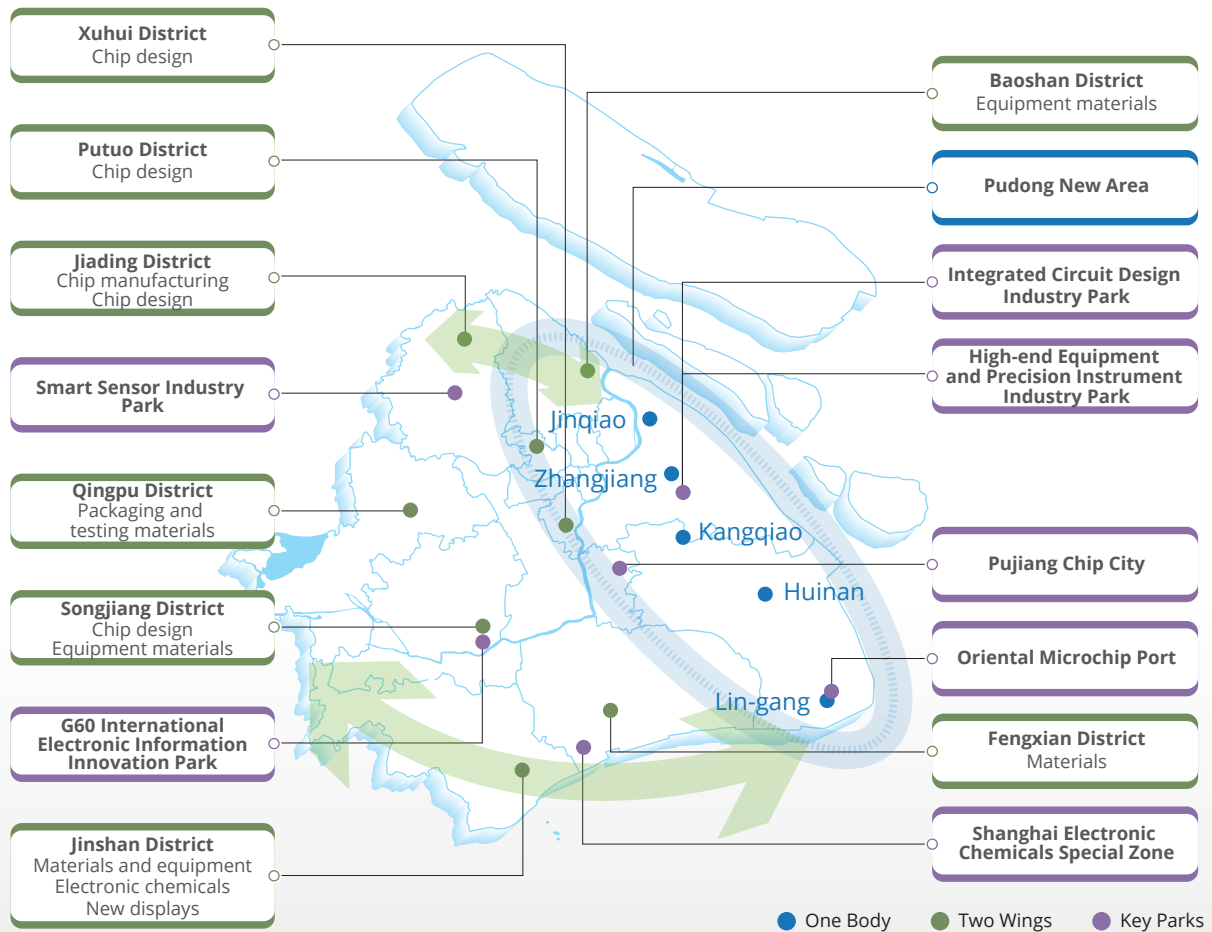 Xuhui District
Chip design
Putuo District
Chip design
Jiading District
Chip manufacturing
Chip design
Smart Sensor Industry
Park
Qingpu District
Packaging and
testing materials
Songjiang District
Chip design
Equipment materials
G60 International
Electronic Information
Innovation Park
Jinshan District
Materials and equipment
Electronic chemicals
New displays
Jinqiao
Zhangjiang
Kangqiao
Huinan
Lin-gang
Baoshan District
Equipment materials
Pudong New Area
Integrated Circuit Design
Industry Park
High-end Equipment
and Precision Instrument
Industry Park
Pujiang Chip City
Oriental Microchip Port
Fengxian District
Materials
Shanghai Electronic
Chemicals Special Zone
One Body
Two Wings
Key Parks